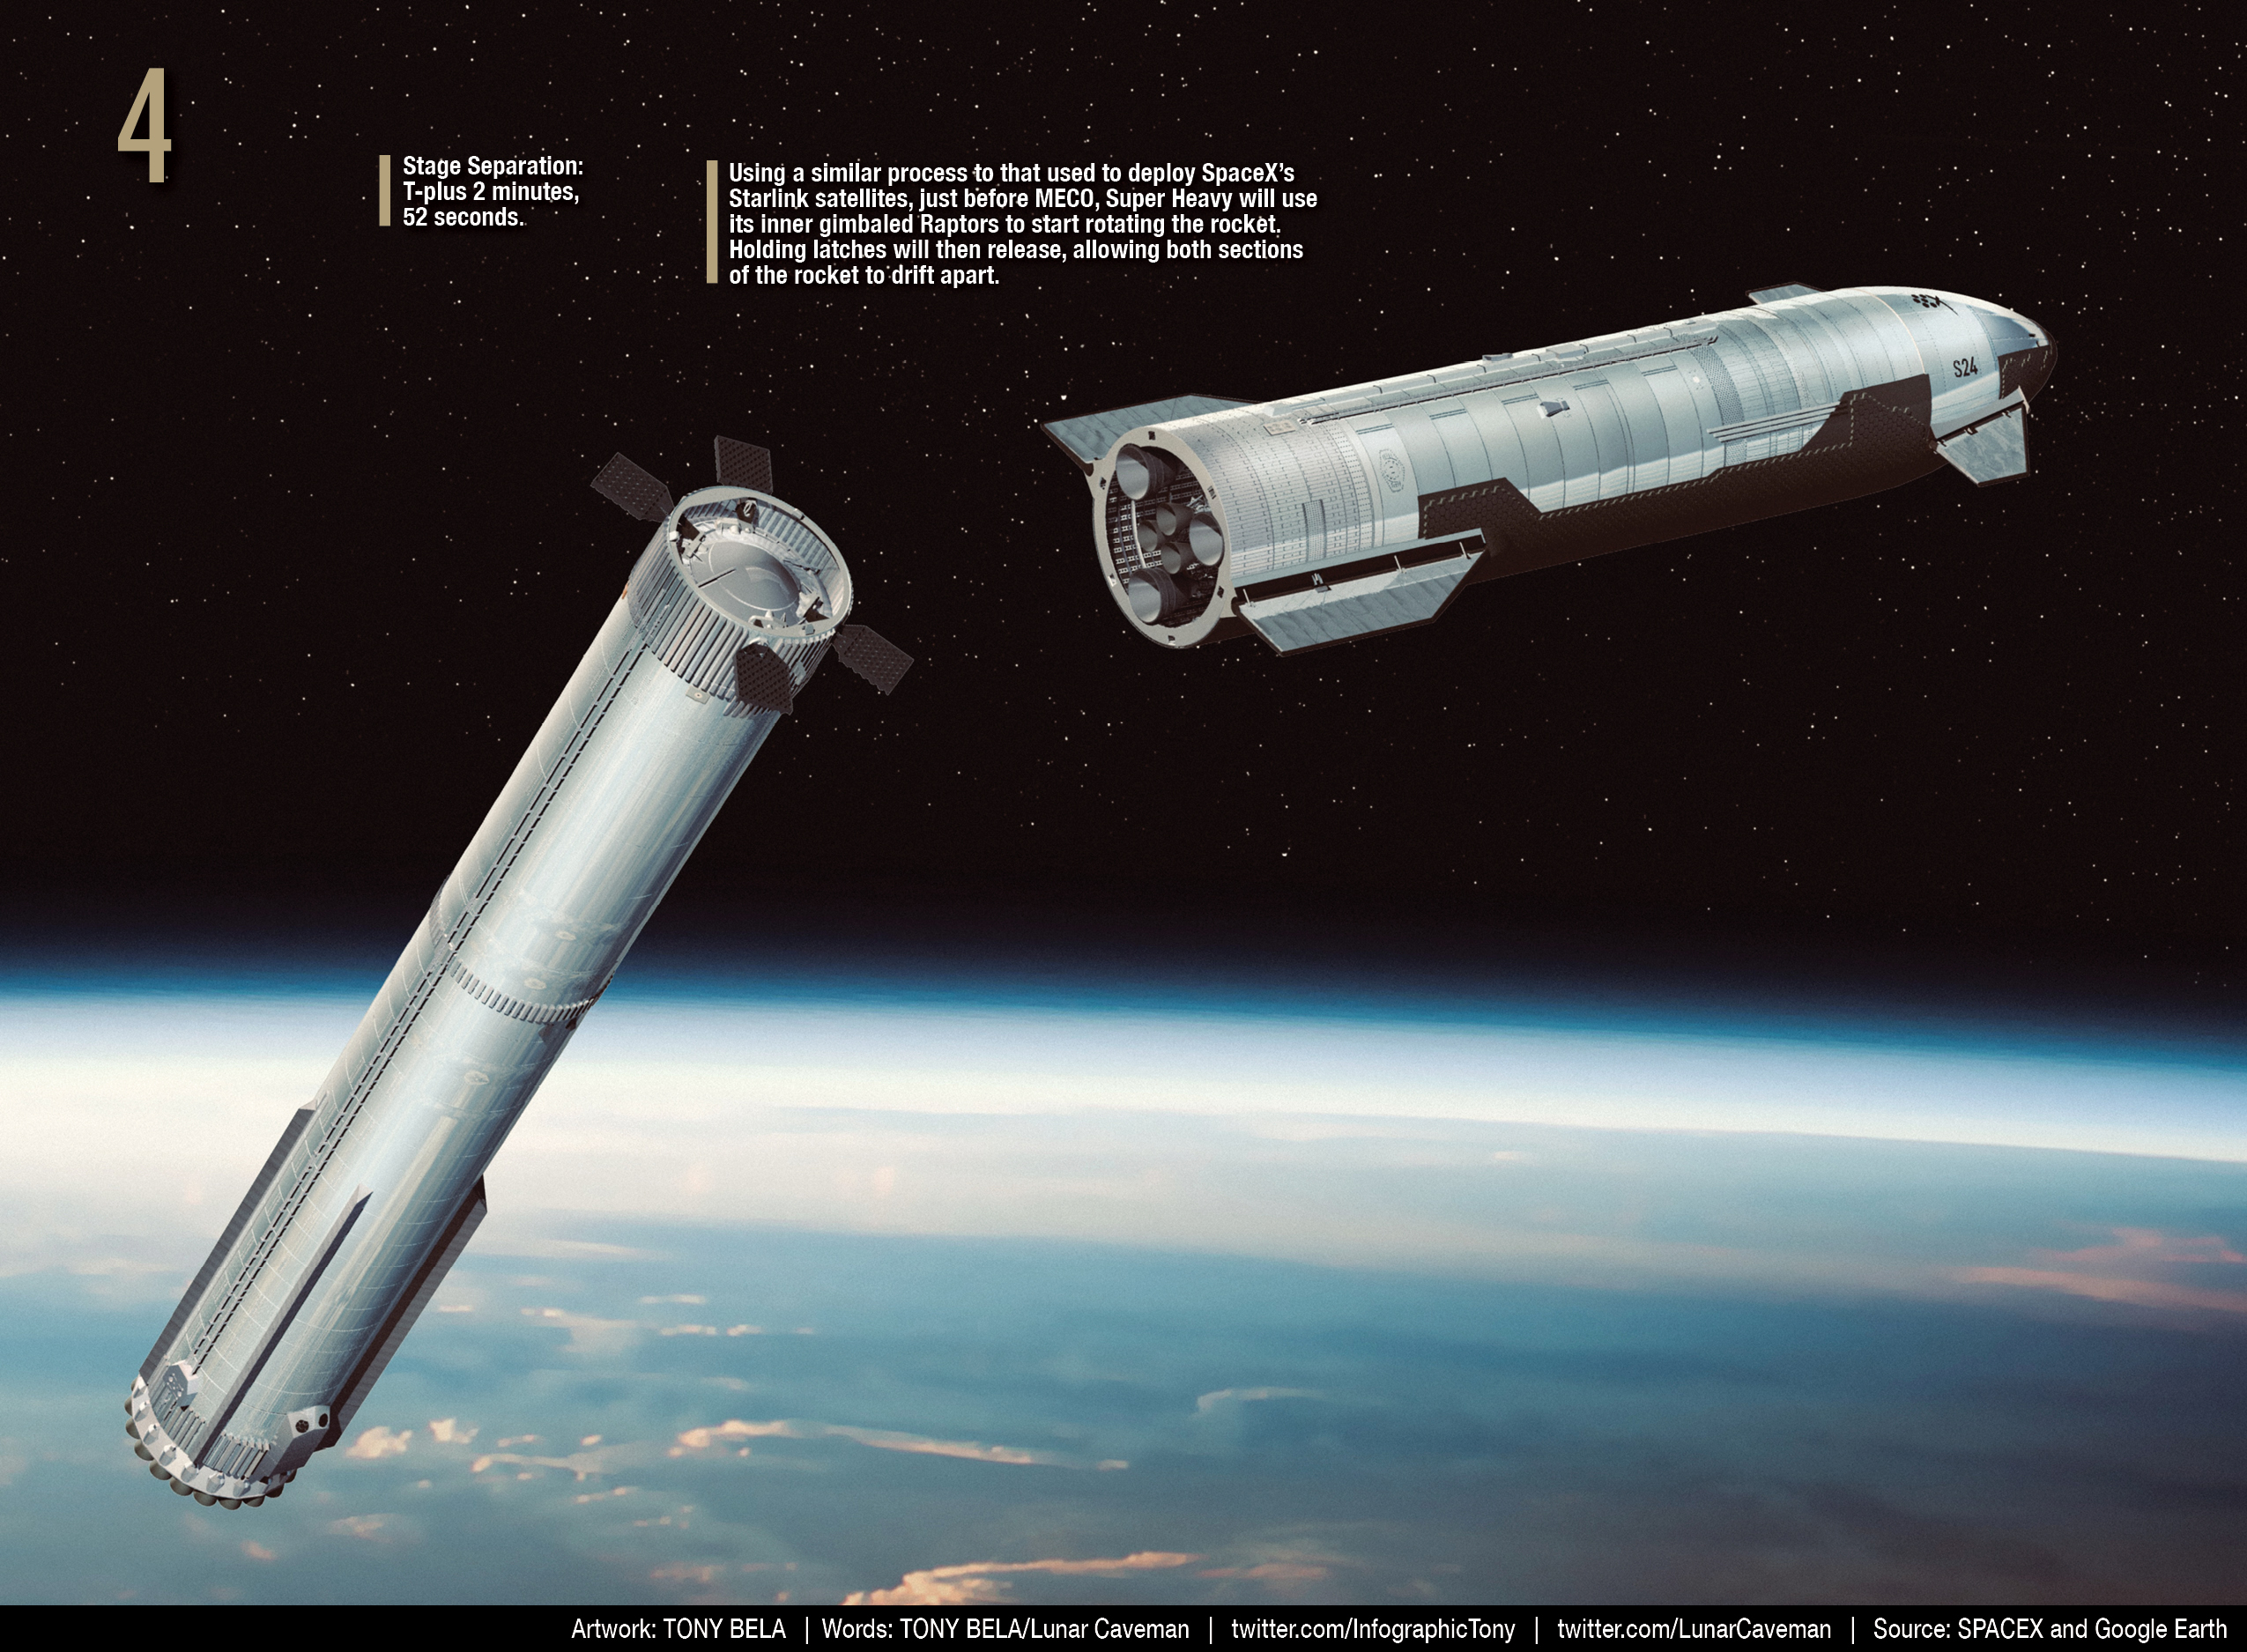 4
Stage Separation:
T-plus 2 minutes,
52 seconds.
Using a similar process to that used to deploy SpaceX’s
Starlink satellites, just before MECO, Super Heavy will use
its inner gimbaled Raptors to start rotating the rocket.
Holding latches will then release, allowing both sections
of the rocket to drift apart.
S24
Artwork: TONY BELA | Words: TONY BELA/Lunar Caveman | twitter.com/InfographicTony | twitter.com/LunarCaveman | Source: SPACEX and Google Earth